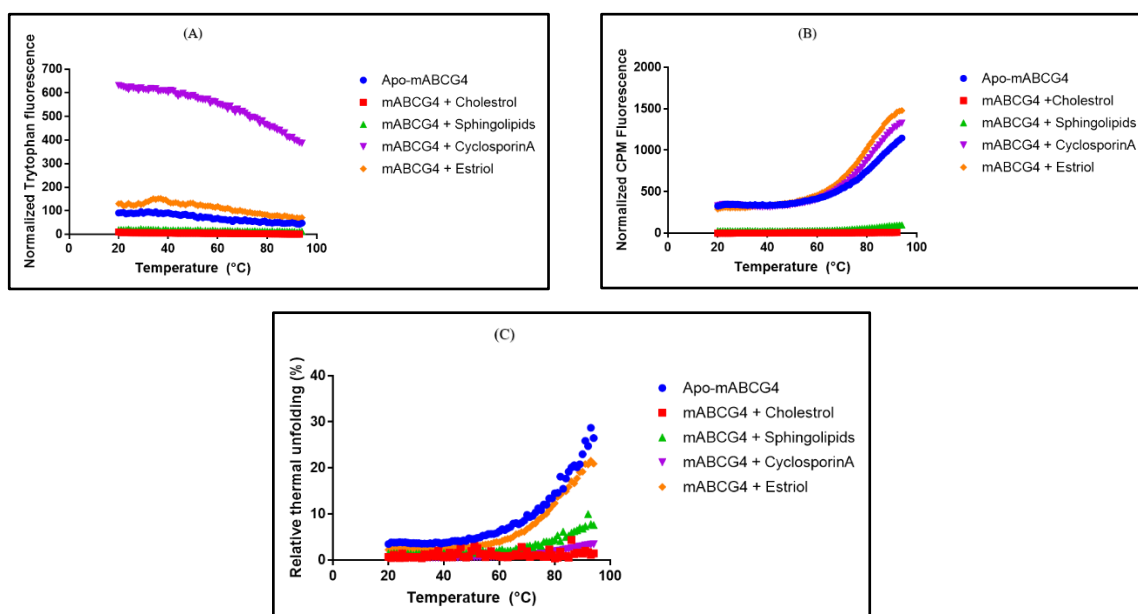 (A)
Normalized Trytophan fluorescence
700
600
500
400
300
200
100
0
0
20
40
60
80
100
Temperature (°C)
Apo-mABCG4
mABCG4 + Cholestrol
mABCG4 + Sphingolipids
mABCG4 + CyclosporinA
mABCG4 + Estriol
(B)
Normalized CPM Fluorescence
2000
1500
1000
500
0
0
20
40
60
80
100
Temperature (°C)
Apo-mABCG4
mABCG4 +Cholestrol
mABCG4 + Sphingolipids
mABCG4 + CyclosporinA
mABCG4 + Estriol
(C)
Relative thermal unfolding (%)
40
30
20
10
0
0
20
40
60
80
100
Temperature (°C)
Apo-mABCG4
mABCG4 + Cholestrol
mABCG4 + Sphingolipids
mABCG4 + CyclosporinA
mABCG4 + Estriol